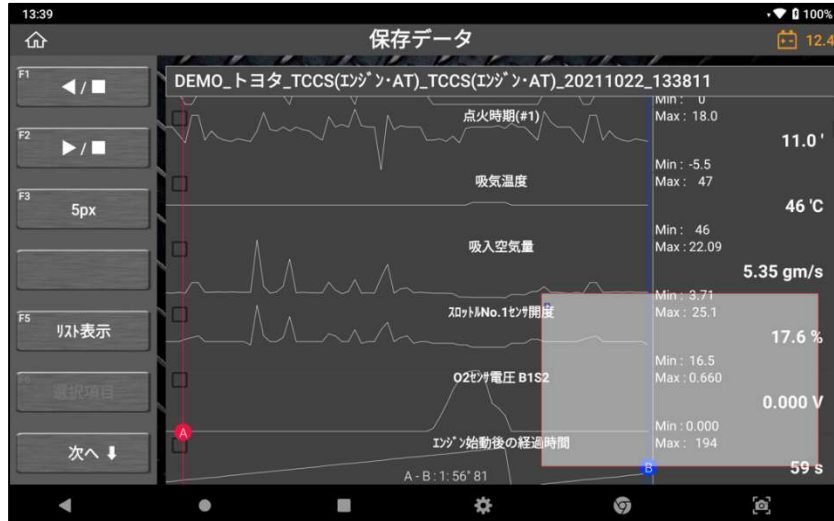 13:39
100%
保存データ
12.4
F1
◀/■
DEMO_トヨタ_TCCS(ｴﾝｼﾞﾝ･AT)_TCCS(ｴﾝｼﾞﾝ･AT)_20211022_133811
Min : 0
点火時期(#1)
Max : 18.0
F2
▶/■
11.0 '
Min : -5.5
吸気温度
Max : 47
F3
5px
46 'C
Min : 46
吸入空気量
Max : 22.09
5.35 gm/s
Min : 3.71
ｽﾛｯﾄﾙNo.1ｾﾝｻ開度
Max : 25.1
F5
ﾘｽﾄ表示
17.6 %
Min : 16.5
O2ｾﾝｻ電圧 B1S2
Max : 0.660
F6
選択項目
0.000 V
Min : 0.000
A
ｴﾝｼﾞﾝ始動後の経過時間
Max : 194
次へ ⬇
A - B : 1: 56" 81
B
59 s